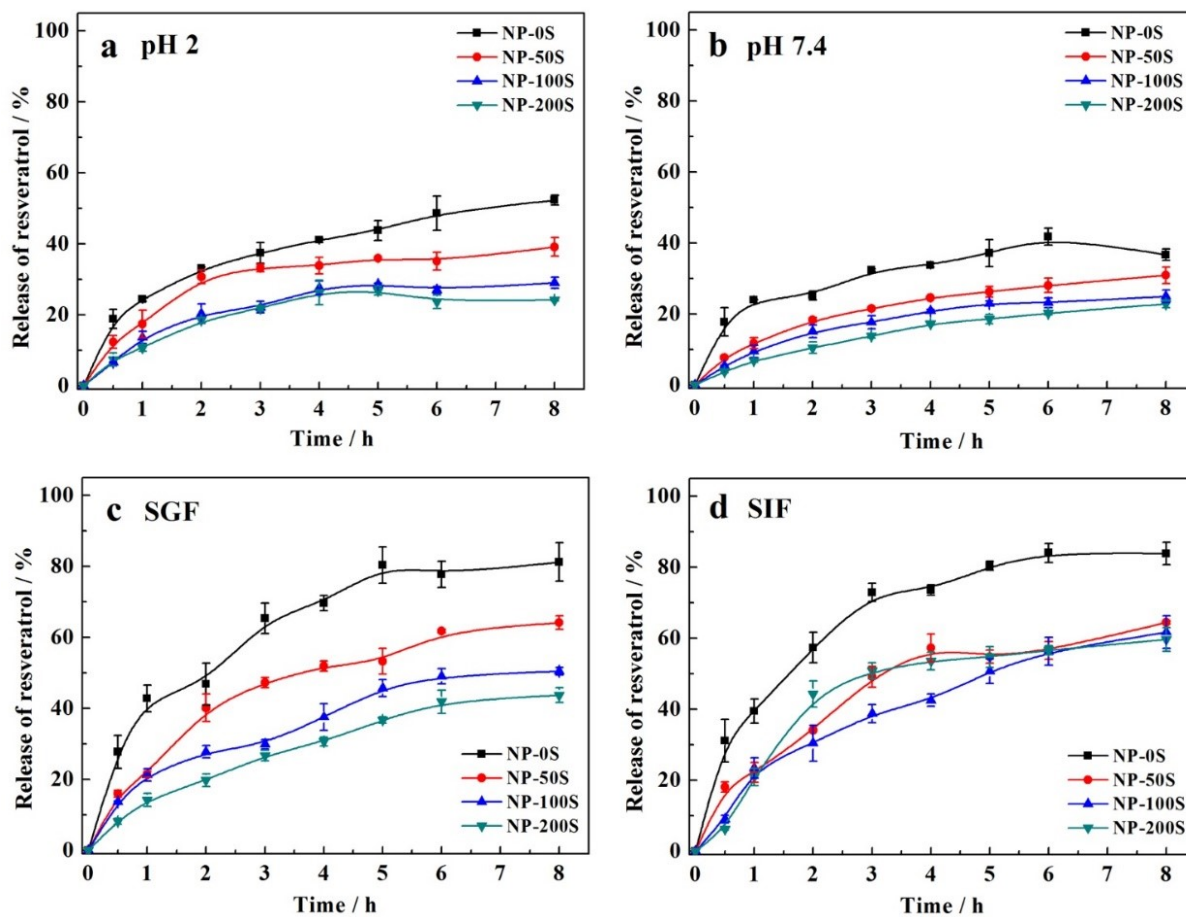 a pH 2
NP-0S
NP-50S
NP-100S
NP-200S
Release of resveratrol / %
100
80
60
40
20
0
0 1 2 3 4 5 6 8
Time / h
b pH 7.4
NP-0S
NP-50S
NP-100S
NP-200S
Release of resveratrol / %
100
80
60
40
20
0
0 1 2 3 4 5 6 8
Time / h
c SGF
NP-0S
NP-50S
NP-100S
NP-200S
Release of resveratrol / %
100
80
60
40
20
0
0 1 2 3 4 5 6 8
Time / h
d SIF
NP-0S
NP-50S
NP-100S
NP-200S
Release of resveratrol / %
100
80
60
40
20
0
0 1 2 3 4 5 6 8
Time / h